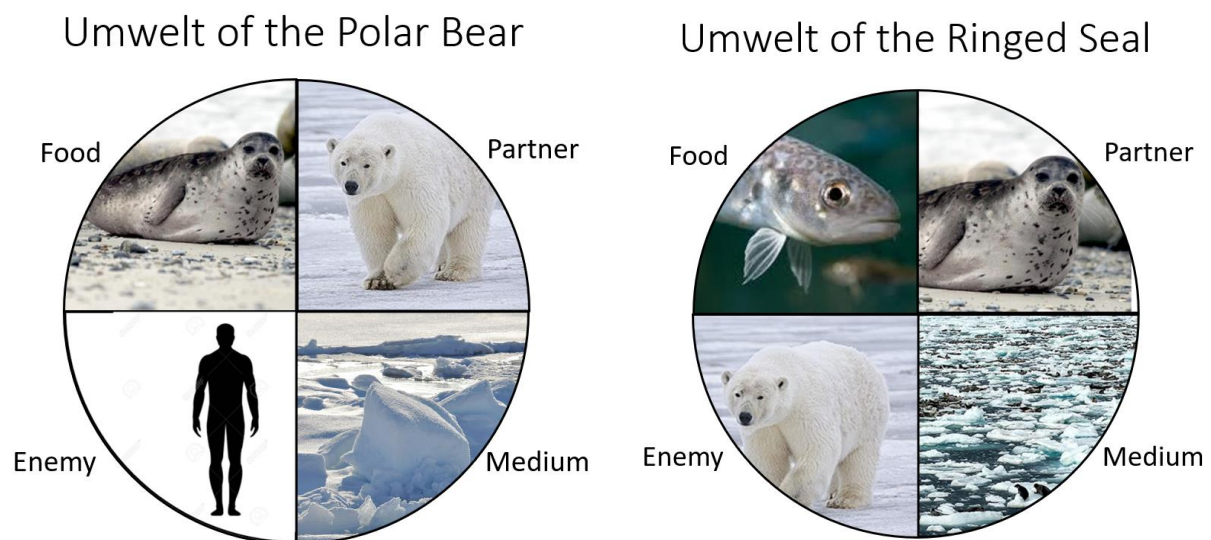 Umwelt of the Polar Bear
Food
Partner
Enemy
Medium
Umwelt of the Ringed Seal
Food
Partner
Enemy
Medium